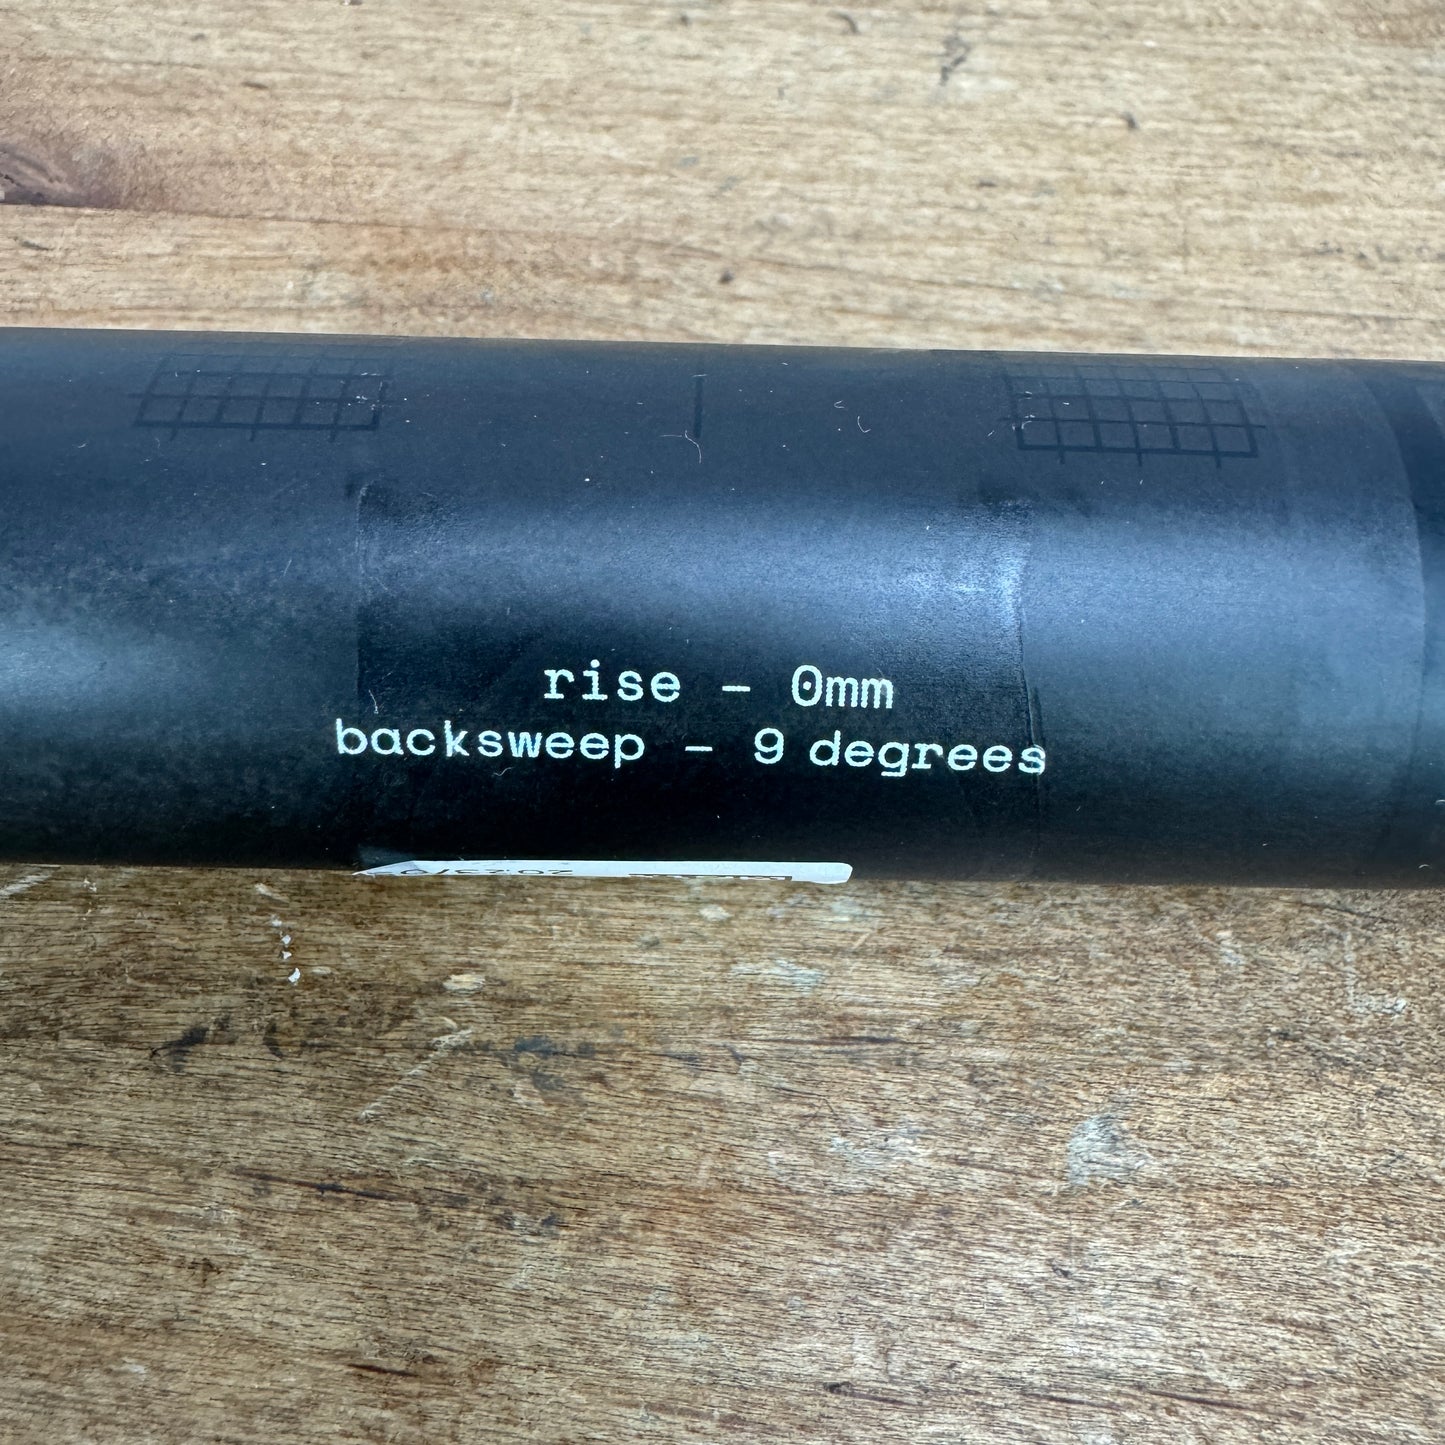 rise - 0mm
backsweep - 9 degrees